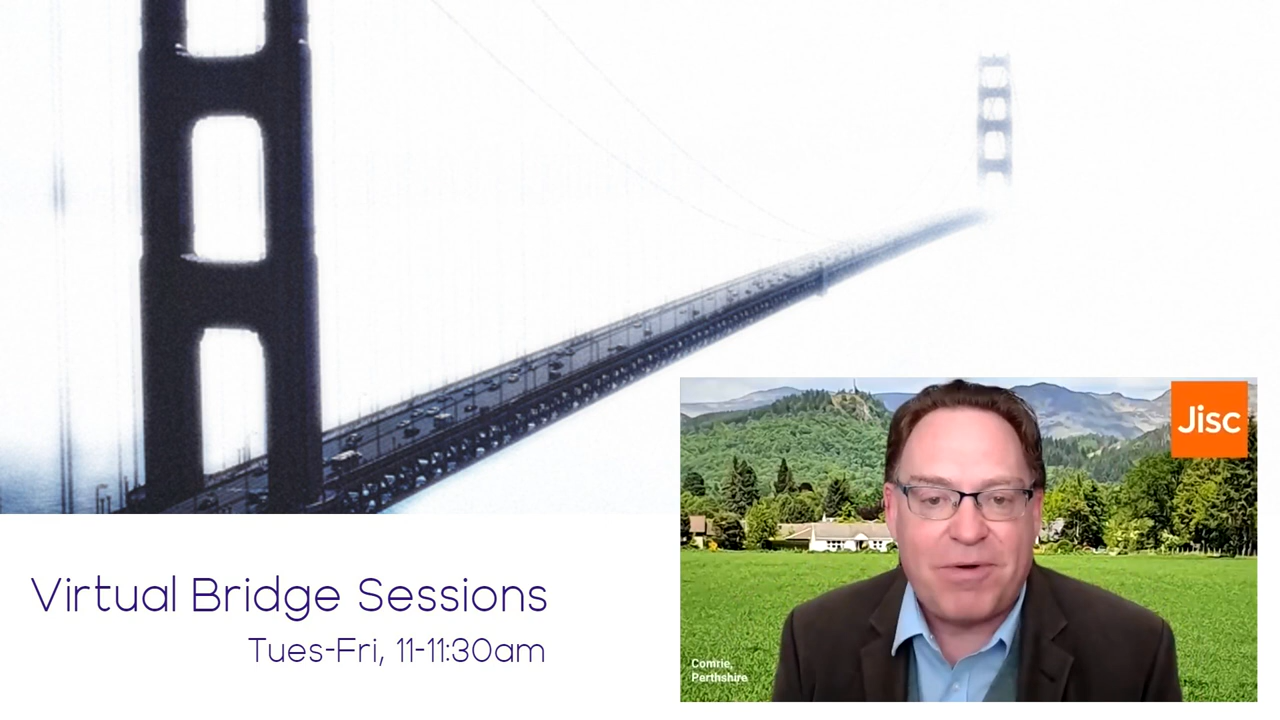 Jisc
Comrie,
Perthshire
Virtual Bridge Sessions
Tues-Fri, 11-11:30am